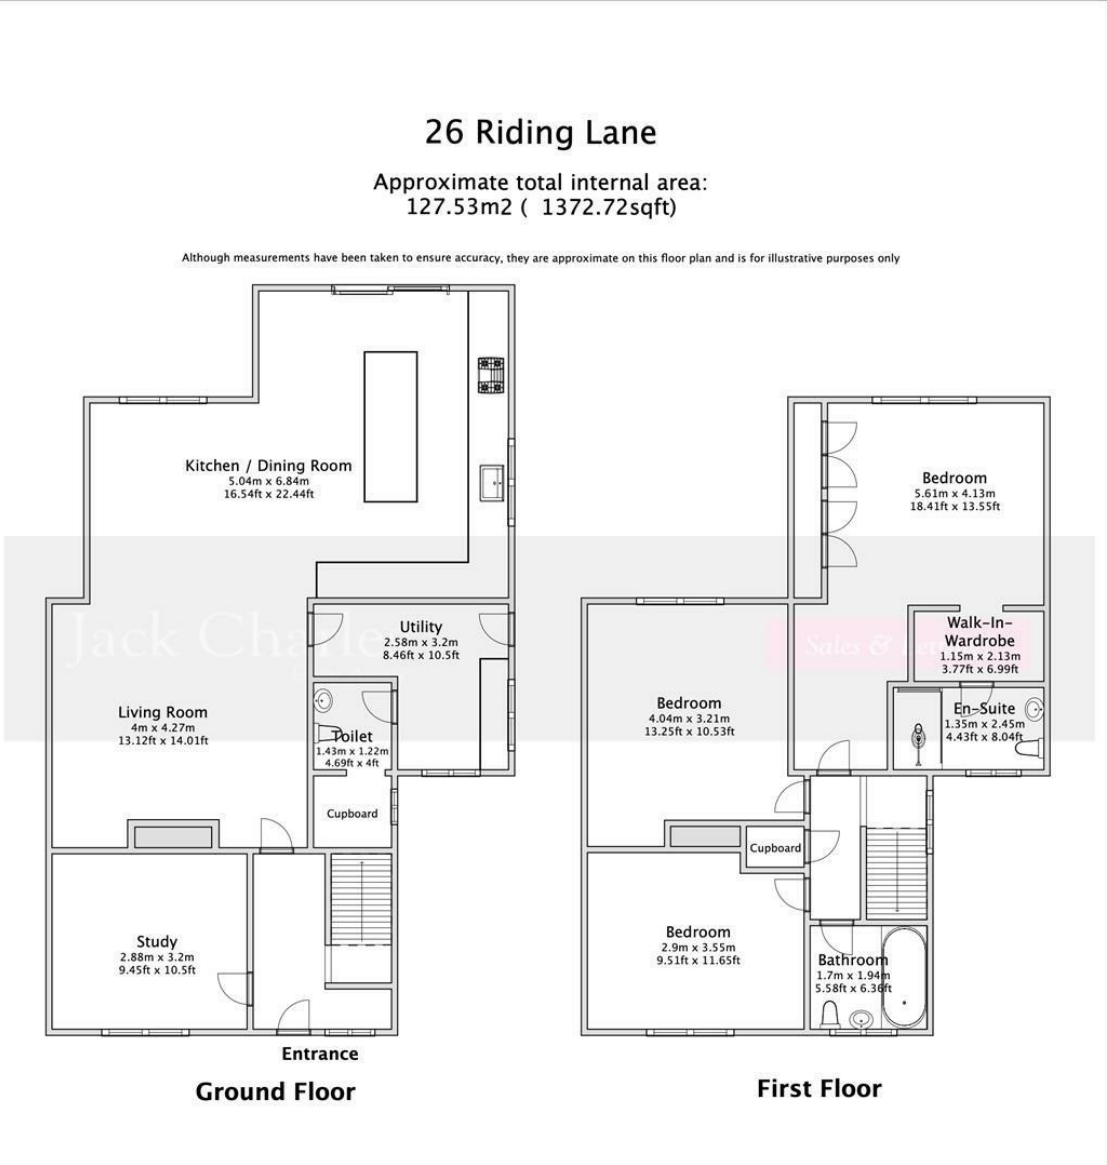 26 Riding Lane
Approximate total internal area:
127.53m2 ( 1372.72sqft)
Although measurements have been taken to ensure accuracy, they are approximate on this floor plan and is for illustrative purposes only
Kitchen / Dining Room
5.04m x 6.84m
16.54ft x 22.44ft
Bedroom
5.61m x 4.13m
18.41ft x 13.55ft
Jack Charle
Sales & Let
Utility
2.58m x 3.2m
8.46ft x 10.5ft
Walk-In-
Wardrobe
1.15m x 2.13m
3.77ft x 6.99ft
Living Room
4m x 4.27m
13.12ft x 14.01ft
Toilet
1.43m x 1.22m
4.69ft x 4ft
Bedroom
4.04m x 3.21m
13.25ft x 10.53ft
En-Suite
1.35m x 2.45m
4.43ft x 8.04ft
Cupboard
Cupboard
Study
2.88m x 3.2m
9.45ft x 10.5ft
Bedroom
2.9m x 3.55m
9.51ft x 11.65ft
Bathroom
1.7m x 1.94m
5.58ft x 6.36ft
Entrance
Ground Floor
First Floor